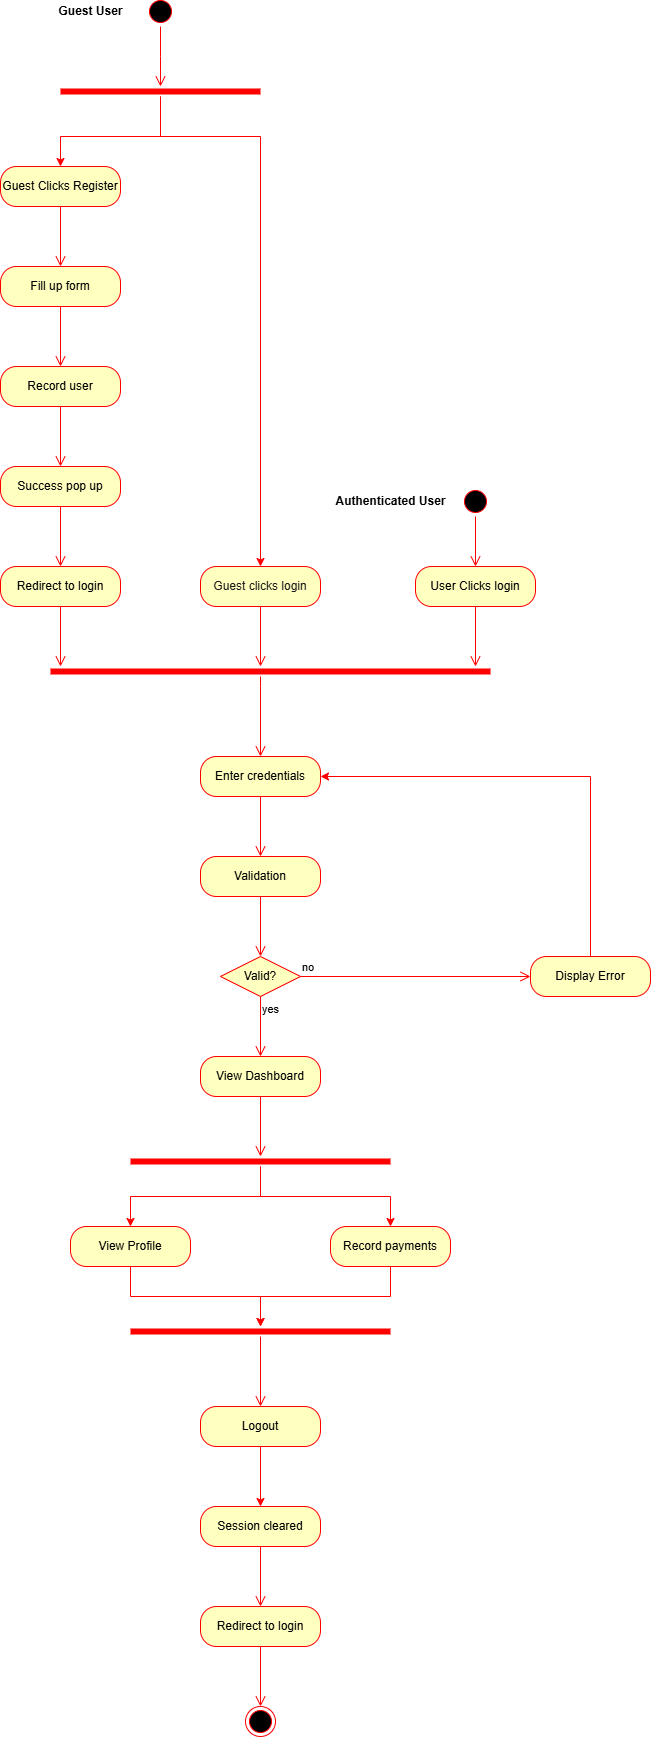 Guest User
Guest Clicks Register
Fill up form
Record user
Success pop up
Authenticated User
Redirect to login
Guest clicks login
User Clicks login
Enter credentials
Validation
Valid?
no
Display Error
yes
View Dashboard
View Profile
Record payments
Logout
Session cleared
Redirect to login